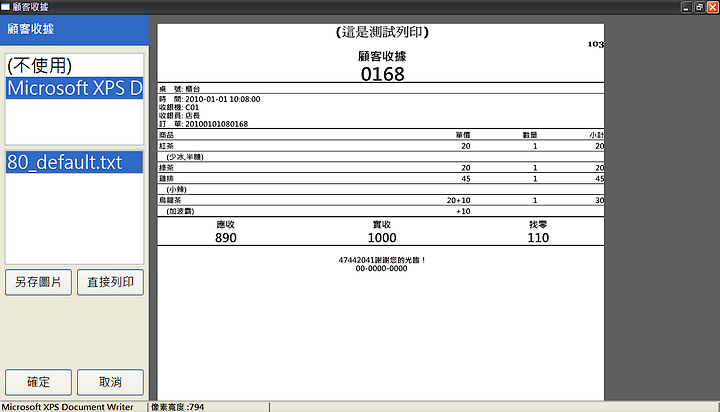 顧客收據
顧客收據
(不使用)
Microsoft XPS D
80_default.txt
另存圖片 直接列印
確定 取消
(這是測試列印)
103
顧客收據
0168
桌 號: 櫃台
時 間: 2010-01-01 10:08:00
收銀機: C01
收銀員: 店長
訂 單: 20100101080168
商品 單價 數量 小計
紅茶 20 1 20
(少冰,半糖)
綠茶 20 1 20
雞排 45 1 45
(小辣)
烏龍茶 20+10 1 30
(加波霸) +10
應收 實收 找零
890 1000 110
47442041謝謝您的光臨！
00-0000-0000
Microsoft XPS Document Writer 像素寬度 :794